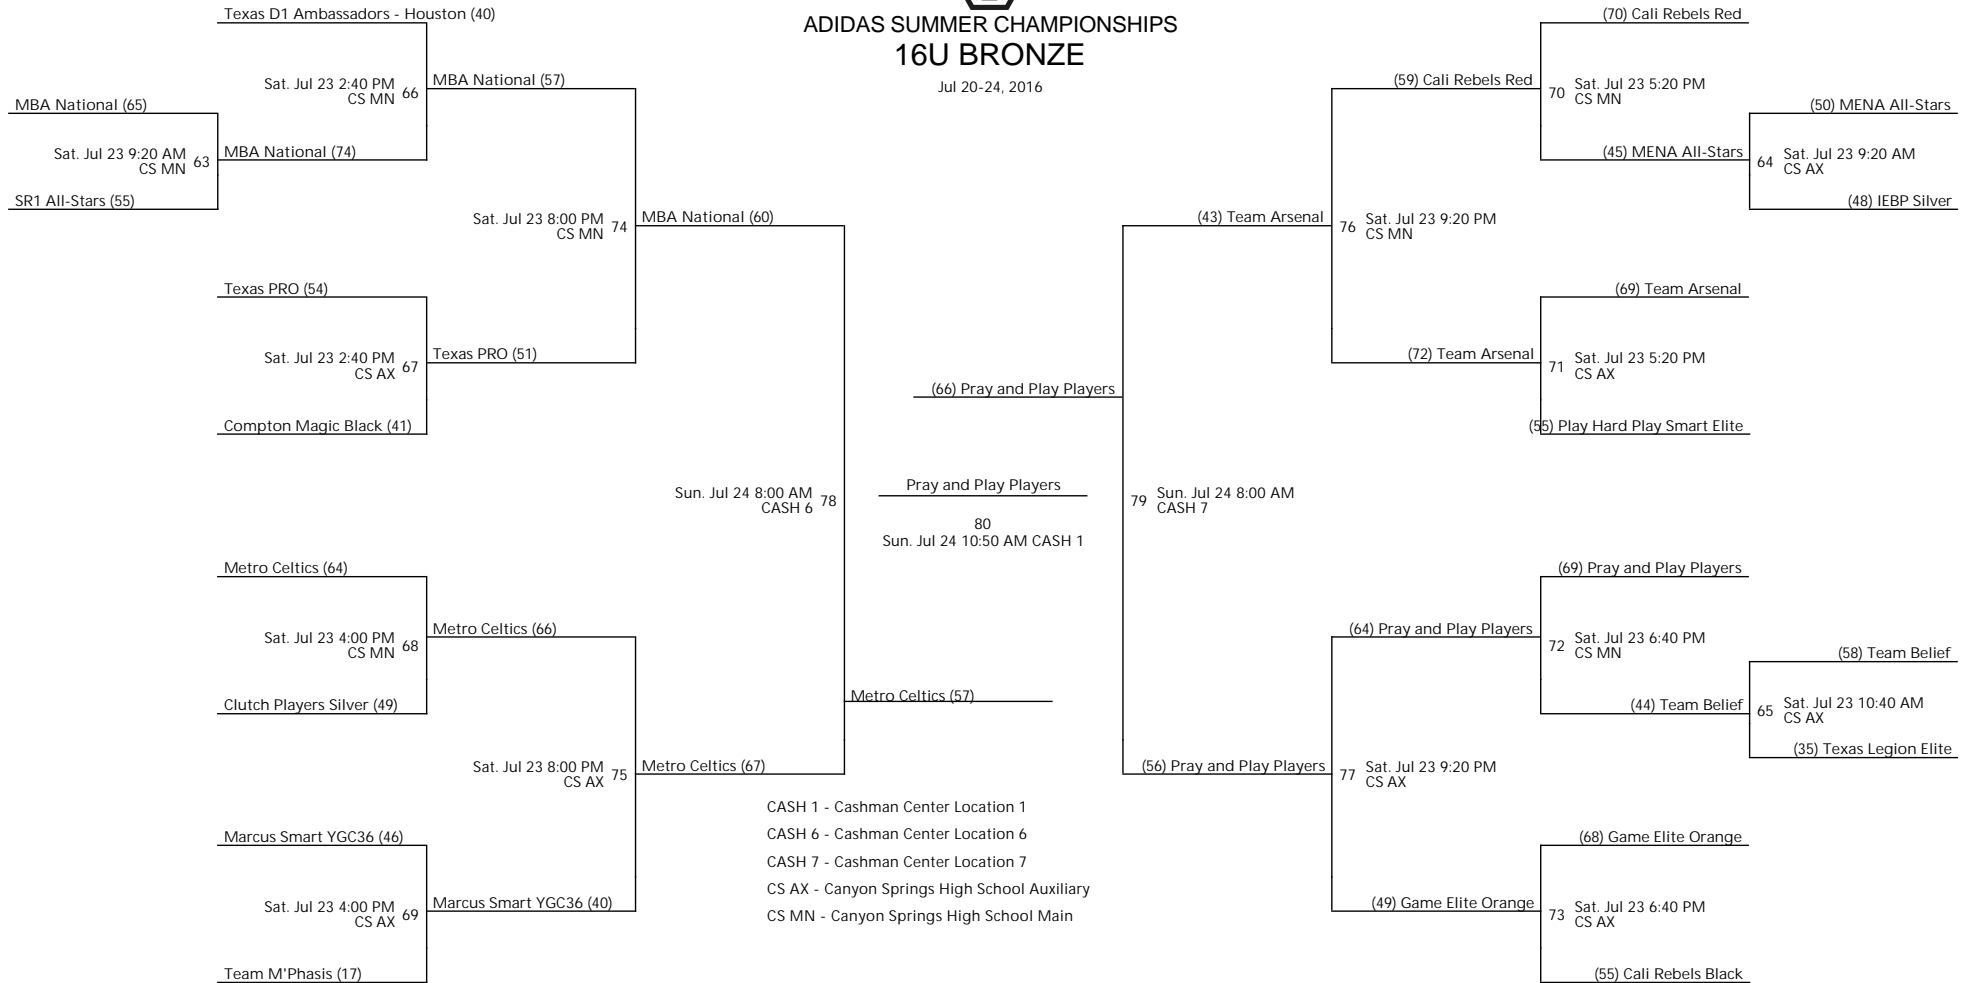 ADIDAS SUMMER CHAMPIONSHIPS
16U BRONZE
Jul 20-24, 2016
Texas D1 Ambassadors - Houston (40)
Sat. Jul 23 2:40 PM
CS MN
66
MBA National (57)
MBA National (65)
Sat. Jul 23 9:20 AM
CS MN
63
MBA National (74)
SR1 All-Stars (55)
Sat. Jul 23 8:00 PM
CS MN
74
MBA National (60)
Texas PRO (54)
Sat. Jul 23 2:40 PM
CS AX
67
Texas PRO (51)
Compton Magic Black (41)
Sun. Jul 24 8:00 AM
CASH 6
78
Metro Celtics (64)
Sat. Jul 23 4:00 PM
CS MN
68
Metro Celtics (66)
Clutch Players Silver (49)
Metro Celtics (57)
Sat. Jul 23 8:00 PM
CS AX
75
Metro Celtics (67)
Marcus Smart YGC36 (46)
Sat. Jul 23 4:00 PM
CS AX
69
Marcus Smart YGC36 (40)
Team M'Phasis (17)
(66) Pray and Play Players
Pray and Play Players
80
Sun. Jul 24 10:50 AM CASH 1
CASH 1 - Cashman Center Location 1
CASH 6 - Cashman Center Location 6
CASH 7 - Cashman Center Location 7
CS AX - Canyon Springs High School Auxiliary
CS MN - Canyon Springs High School Main
(70) Cali Rebels Red
(59) Cali Rebels Red
70
Sat. Jul 23 5:20 PM
CS MN
(50) MENA All-Stars
(45) MENA All-Stars
64
Sat. Jul 23 9:20 AM
CS AX
(48) IEBP Silver
(43) Team Arsenal
76
Sat. Jul 23 9:20 PM
CS MN
(69) Team Arsenal
(72) Team Arsenal
71
Sat. Jul 23 5:20 PM
CS AX
(55) Play Hard Play Smart Elite
79
Sun. Jul 24 8:00 AM
CASH 7
(69) Pray and Play Players
(64) Pray and Play Players
72
Sat. Jul 23 6:40 PM
CS MN
(58) Team Belief
(44) Team Belief
65
Sat. Jul 23 10:40 AM
CS AX
(35) Texas Legion Elite
(56) Pray and Play Players
77
Sat. Jul 23 9:20 PM
CS AX
(68) Game Elite Orange
(49) Game Elite Orange
73
Sat. Jul 23 6:40 PM
CS AX
(55) Cali Rebels Black